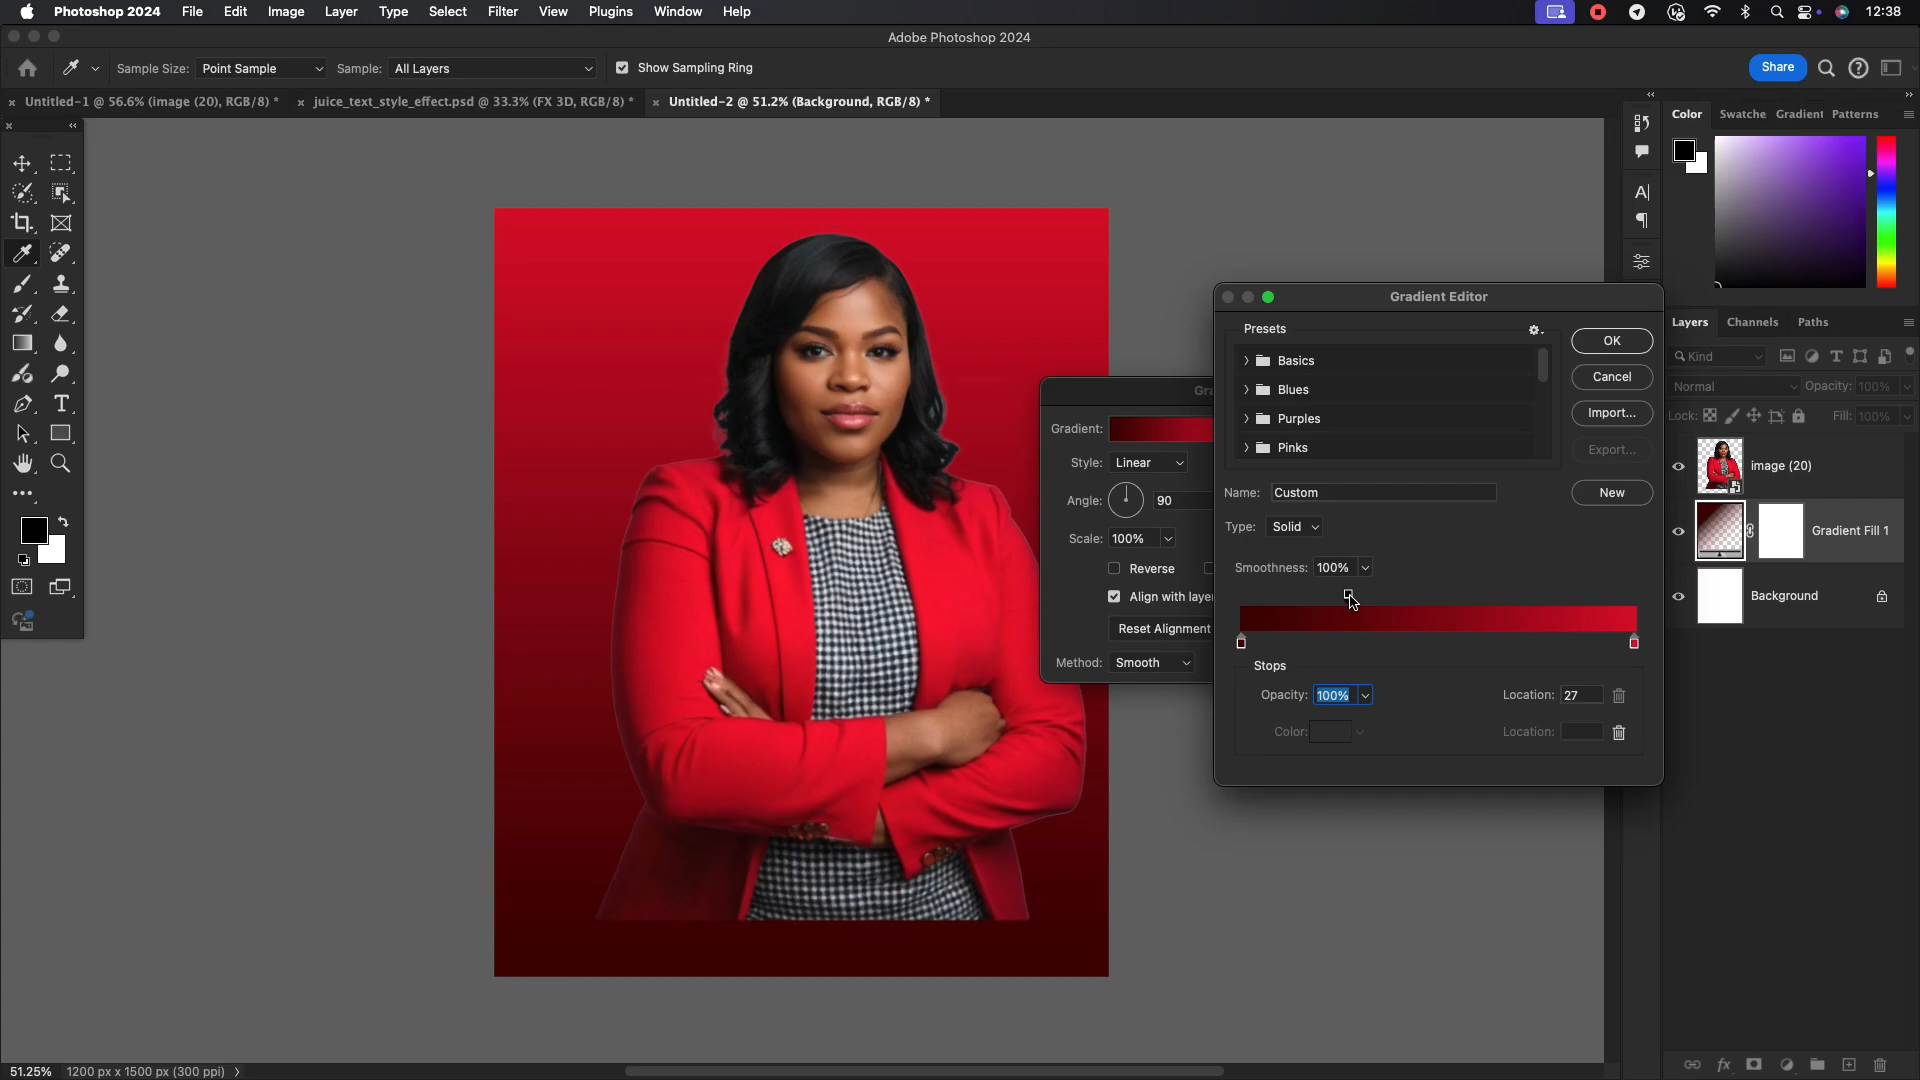 Photoshop 2024 File Edit Image Layer Type Select Filter View Plugins Window Help 12:38
Adobe Photoshop 2024
Sample Size: Point Sample Sample: All Layers Show Sampling Ring Share
Untitled-1 @ 56.6% (image (20), RGB/8) * juice_text_style_effect.psd @ 33.3% (FX 3D, RGB/8) * Untitled-2 @ 51.2% (Background, RGB/8) *
Color Swatche Gradient Patterns
Gradient Editor
Presets
Basics
Blues
Purples
Pinks
OK
Cancel
Import...
Export...
New
Name: Custom
Type: Solid
Smoothness: 100%
Stops
Opacity: 100% Location: 27
Color: Location:
Gra
Gradient:
Style: Linear
Angle: 90
Scale: 100%
Reverse
Align with laye
Reset Alignment
Method: Smooth
Layers Channels Paths
Kind
Normal Opacity: 100%
Lock: Fill: 100%
image (20)
Gradient Fill 1
Background
51.25% 1200 px x 1500 px (300 ppi)